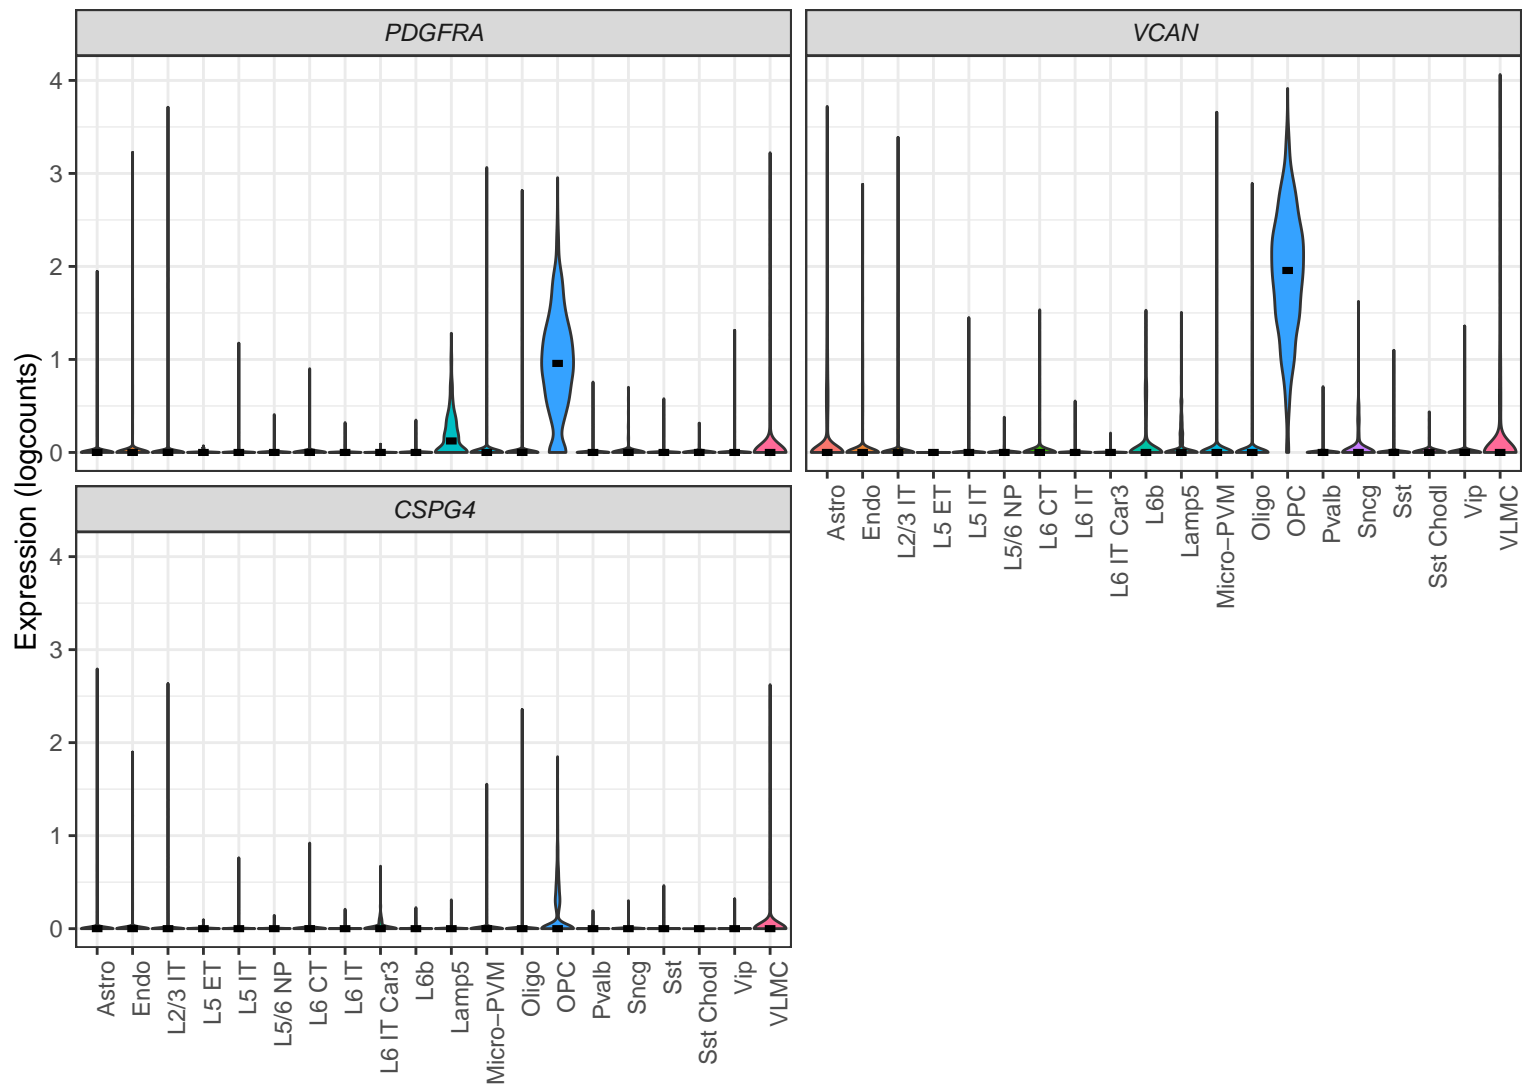 PDGFRA
VCAN
Expression (logcounts)
4
3
2
1
0
Astro
Endo
L2/3 IT
L5 ET
L5 IT
L5/6 NP
L6 CT
L6 IT
L6 IT Car3
L6b
Lamp5
Micro−PVM
Oligo
OPC
Pvalb
Sncg
Sst
Sst Chodl
Vip
VLMC
CSPG4
4
3
2
1
0
Astro
Endo
L2/3 IT
L5 ET
L5 IT
L5/6 NP
L6 CT
L6 IT
L6 IT Car3
L6b
Lamp5
Micro−PVM
Oligo
OPC
Pvalb
Sncg
Sst
Sst Chodl
Vip
VLMC